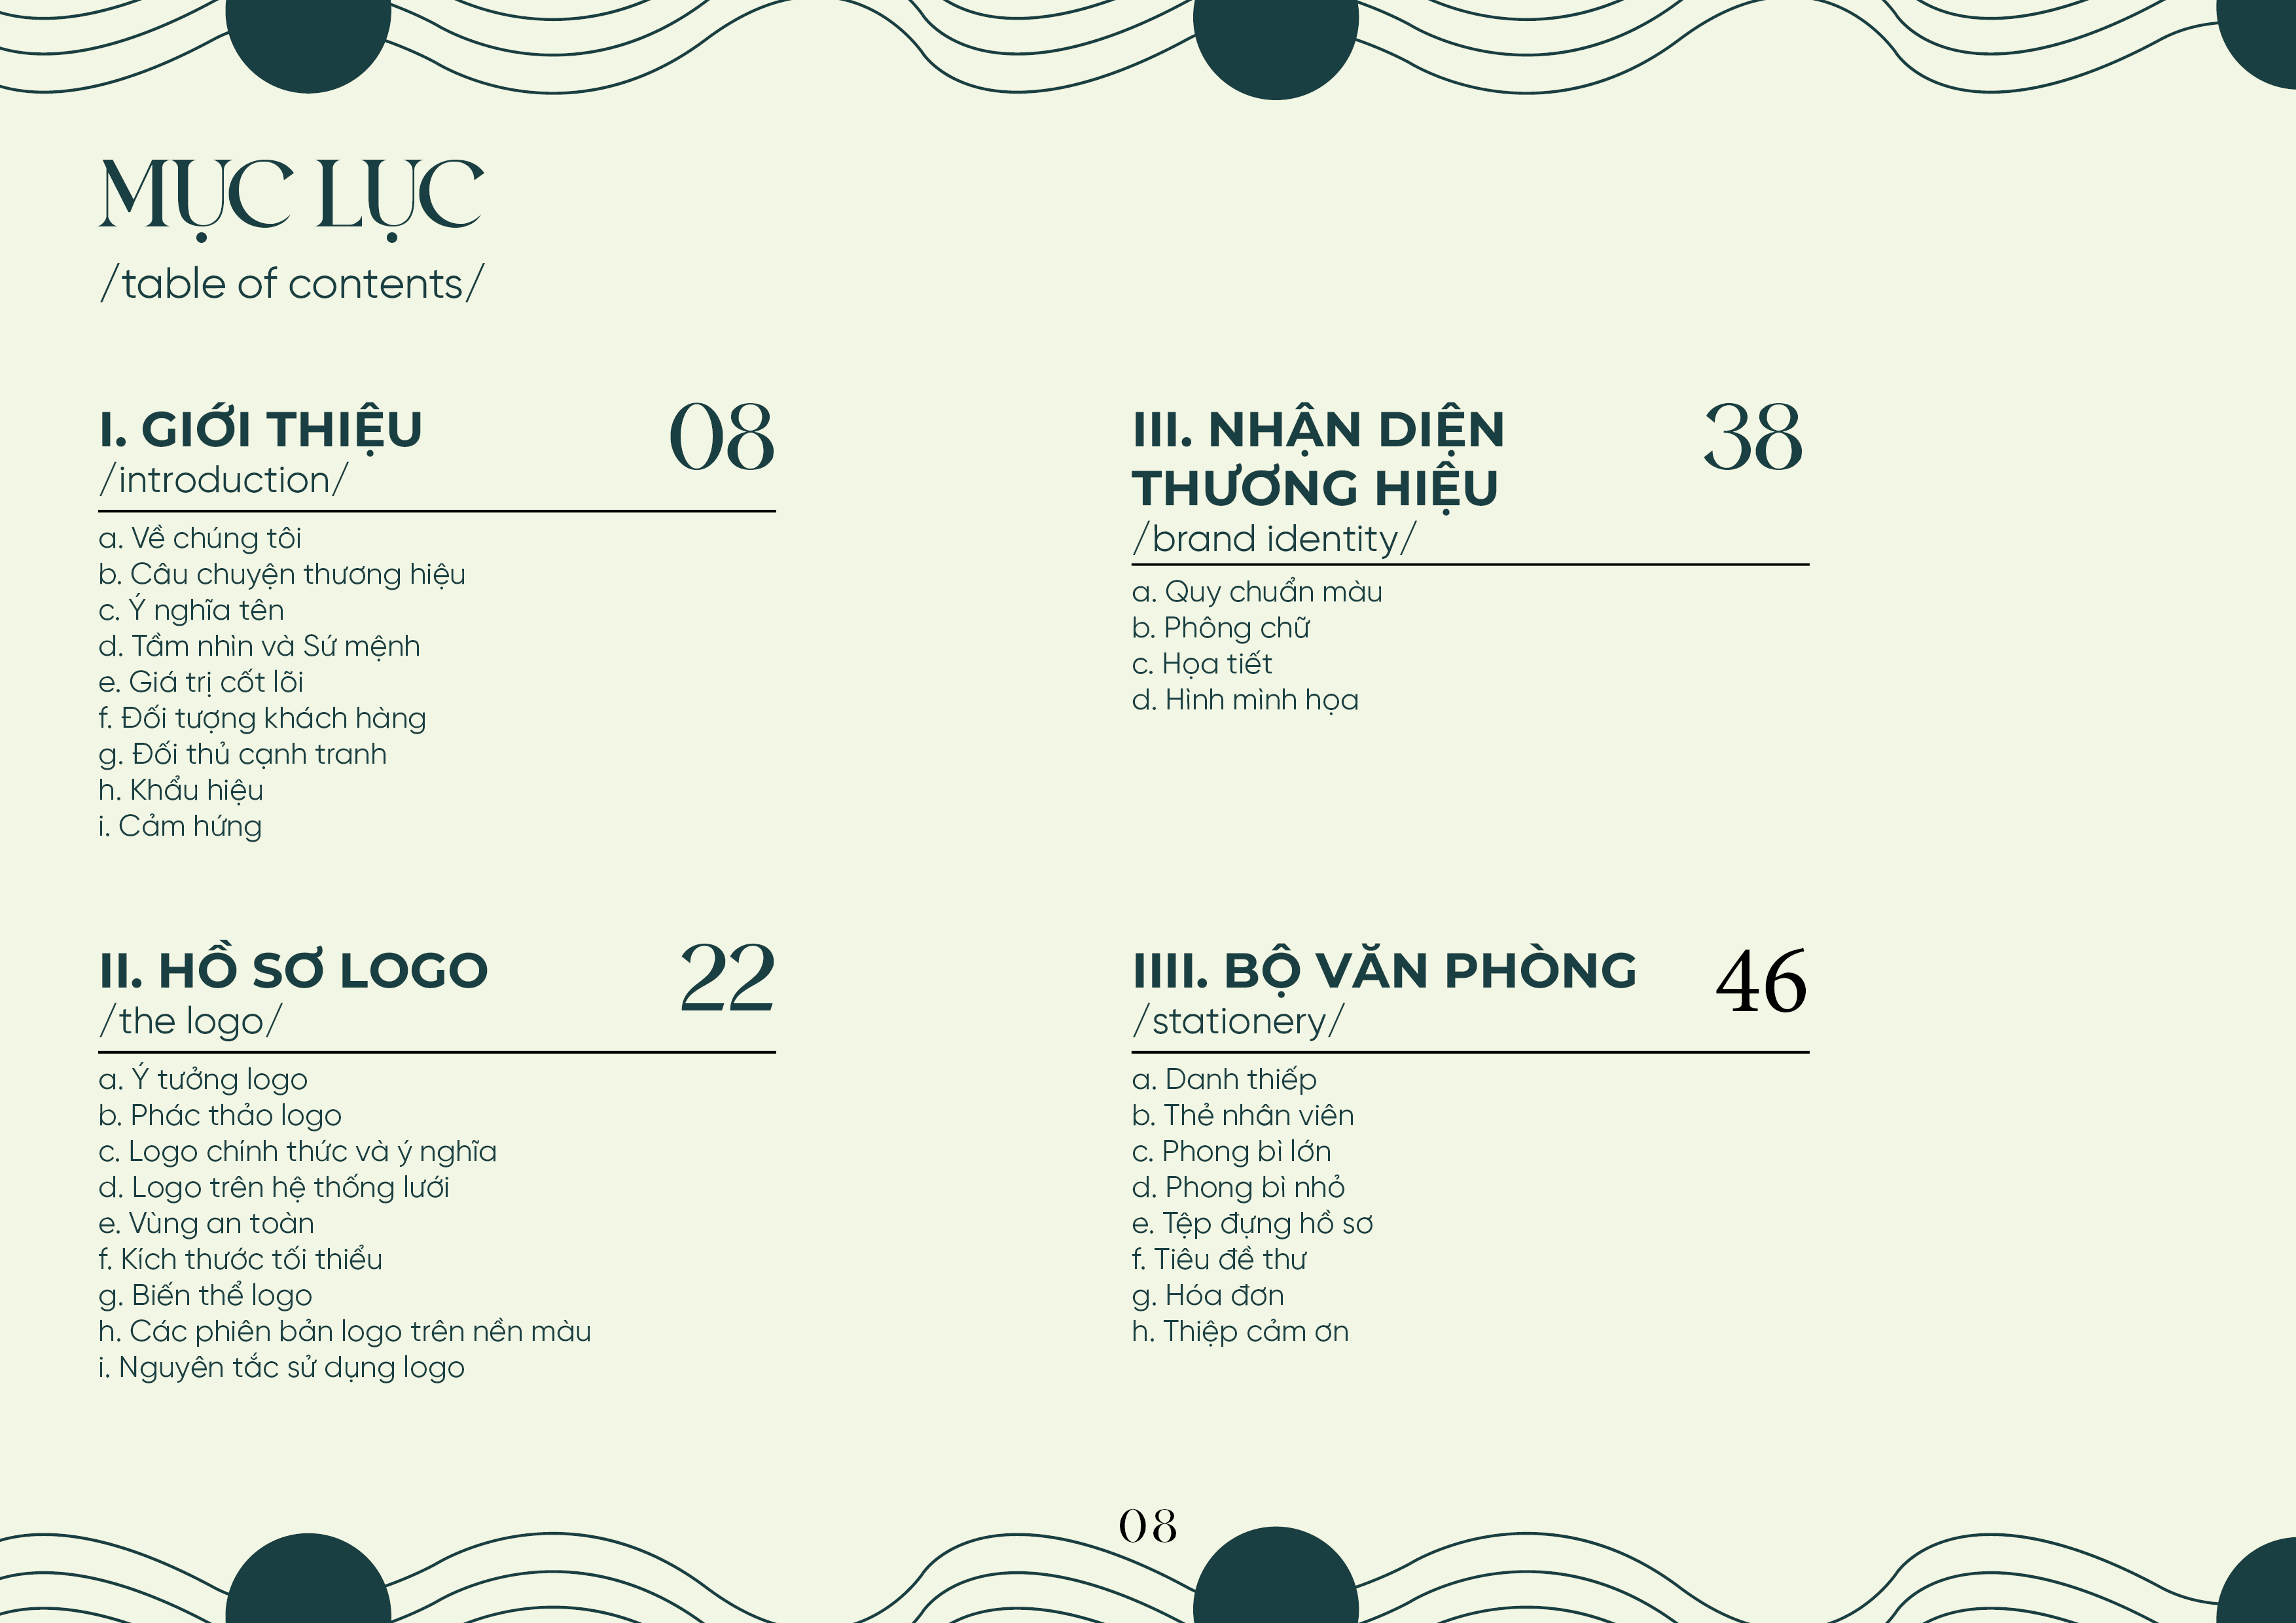 MỤC LỤC
/table of contents/
I. GIỚI THIỆU
08
/introduction/
a. Về chúng tôi
b. Câu chuyện thương hiệu
c. Ý nghĩa tên
d. Tầm nhìn và Sứ mệnh
e. Giá trị cốt lõi
f. Đối tượng khách hàng
g. Đối thủ cạnh tranh
h. Khẩu hiệu
i. Cảm hứng
II. HỒ SƠ LOGO
22
/the logo/
a. Ý tưởng logo
b. Phác thảo logo
c. Logo chính thức và ý nghĩa
d. Logo trên hệ thống lưới
e. Vùng an toàn
f. Kích thước tối thiểu
g. Biến thể logo
h. Các phiên bản logo trên nền màu
i. Nguyên tắc sử dụng logo
III. NHẬN DIỆN
38
THƯƠNG HIỆU
/brand identity/
a. Quy chuẩn màu
b. Phông chữ
c. Họa tiết
d. Hình mình họa
IIII. BỘ VĂN PHÒNG
46
/stationery/
a. Danh thiếp
b. Thẻ nhân viên
c. Phong bì lớn
d. Phong bì nhỏ
e. Tệp đựng hồ sơ
f. Tiêu đề thư
g. Hóa đơn
h. Thiệp cảm ơn
08